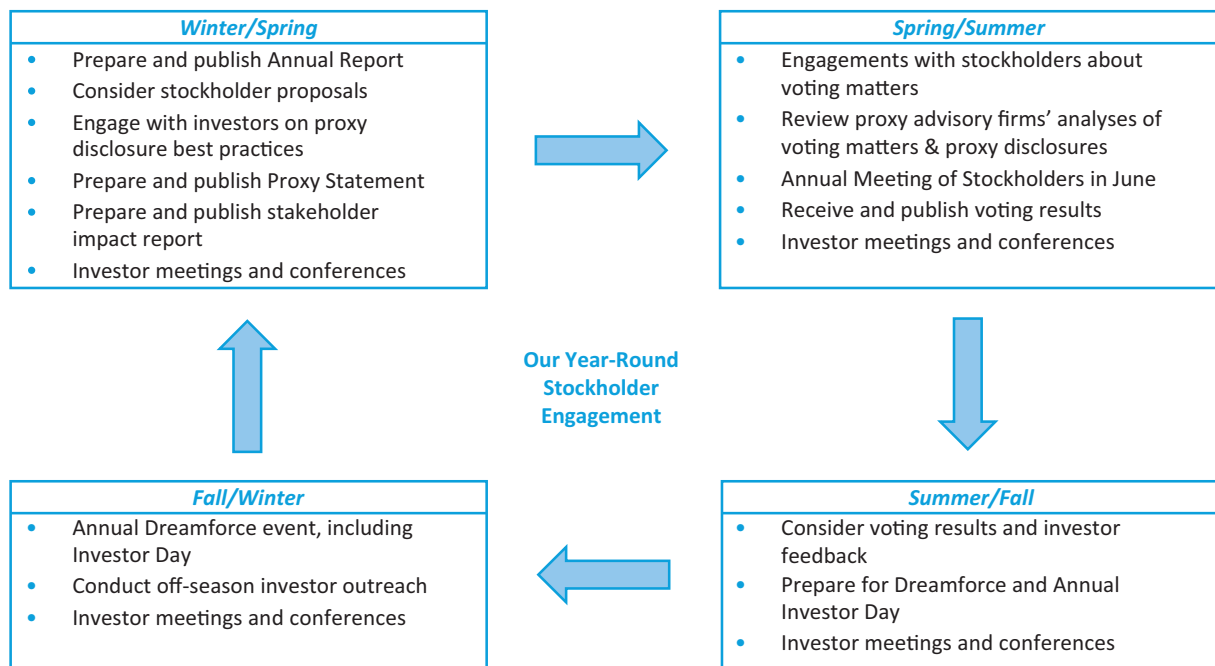 Winter/Spring
• Prepare and publish Annual Report
• Consider stockholder proposals
• Engage with investors on proxy
disclosure best practices
• Prepare and publish Proxy Statement
• Prepare and publish stakeholder
impact report
• Investor meetings and conferences
Spring/Summer
• Engagements with stockholders about
voting matters
• Review proxy advisory firms’ analyses of
voting matters & proxy disclosures
• Annual Meeting of Stockholders in June
• Receive and publish voting results
• Investor meetings and conferences
Our Year-Round
Stockholder
Engagement
Fall/Winter
• Annual Dreamforce event, including
Investor Day
• Conduct off-season investor outreach
• Investor meetings and conferences
Summer/Fall
• Consider voting results and investor
feedback
• Prepare for Dreamforce and Annual
Investor Day
• Investor meetings and conferences